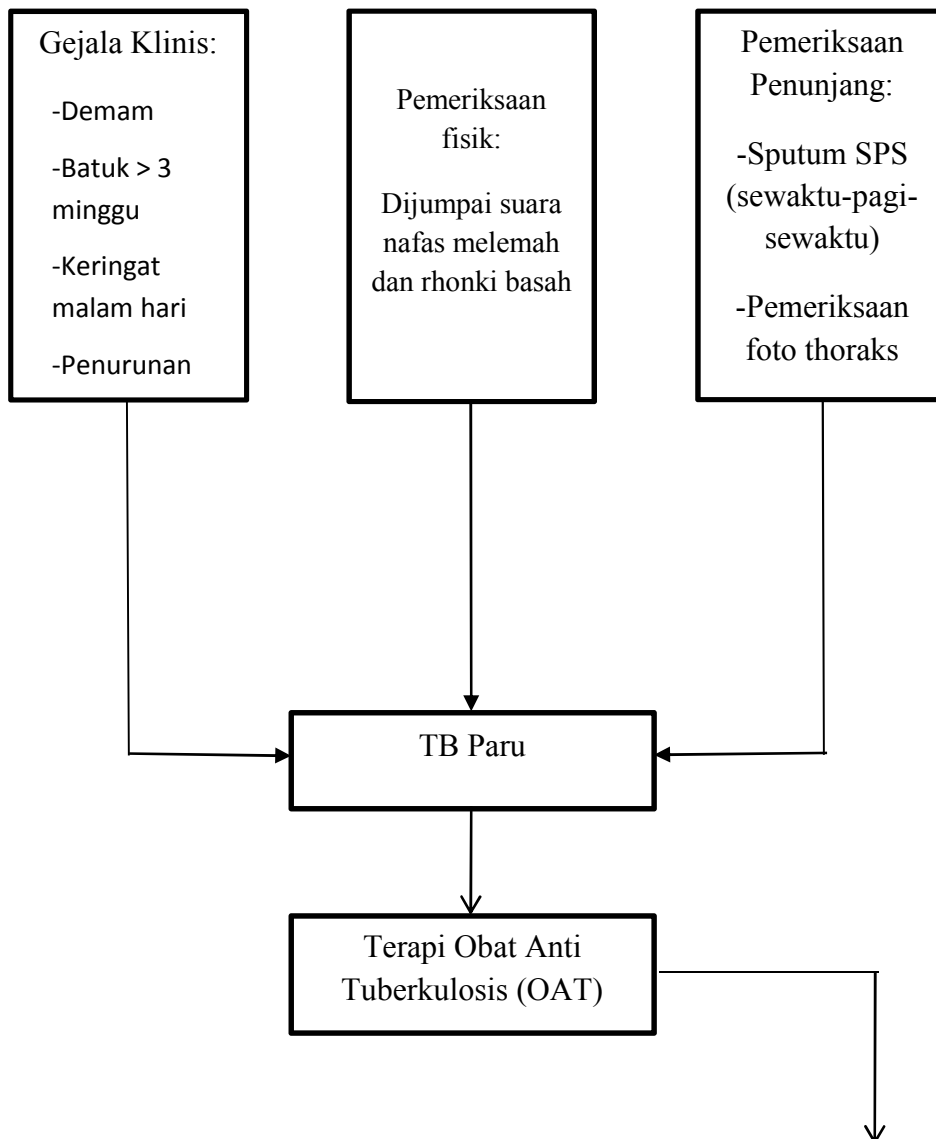 Gejala Klinis:
-Demam
-Batuk > 3
minggu
-Keringat
malam hari
-Penurunan
Pemeriksaan
fisik:
Dijumpai suara
nafas melemah
dan rhonki basah
Pemeriksaan
Penunjang:
-Sputum SPS
(sewaktu-pagi-
sewaktu)
-Pemeriksaan
foto thoraks
TB Paru
Terapi Obat Anti
Tuberkulosis (OAT)